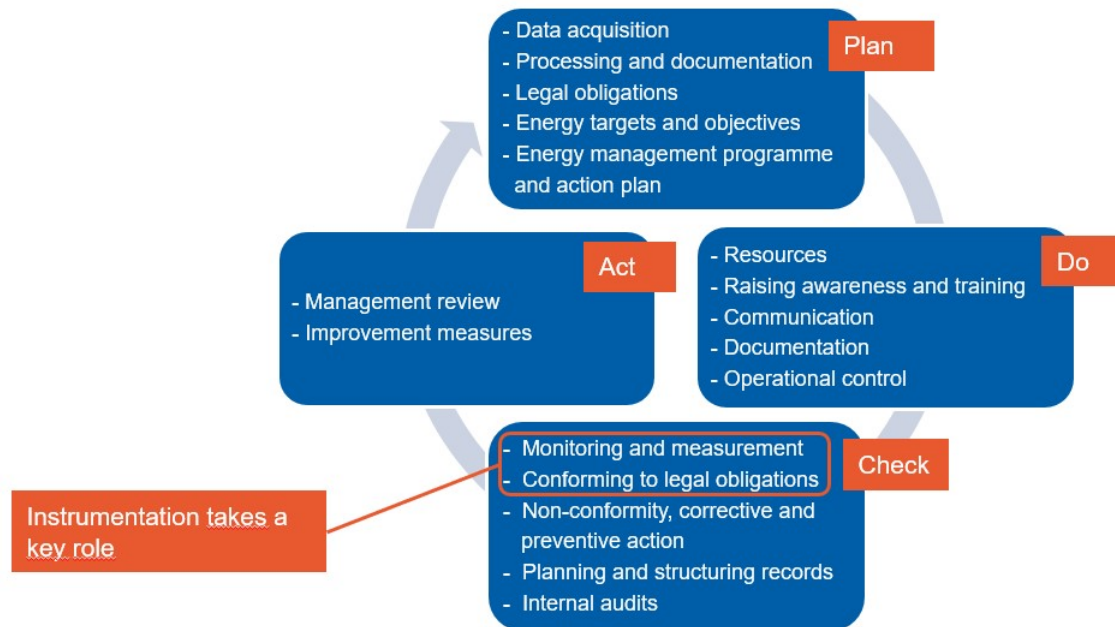 - Data acquisition
- Processing and documentation
- Legal obligations
- Energy targets and objectives
- Energy management programme
and action plan
Plan
- Management review
- Improvement measures
Act
- Resources
- Raising awareness and training
- Communication
- Documentation
- Operational control
Do
- Monitoring and measurement
- Conforming to legal obligations
- Non-conformity, corrective and
preventive action
- Planning and structuring records
- Internal audits
Check
Instrumentation takes a
key role